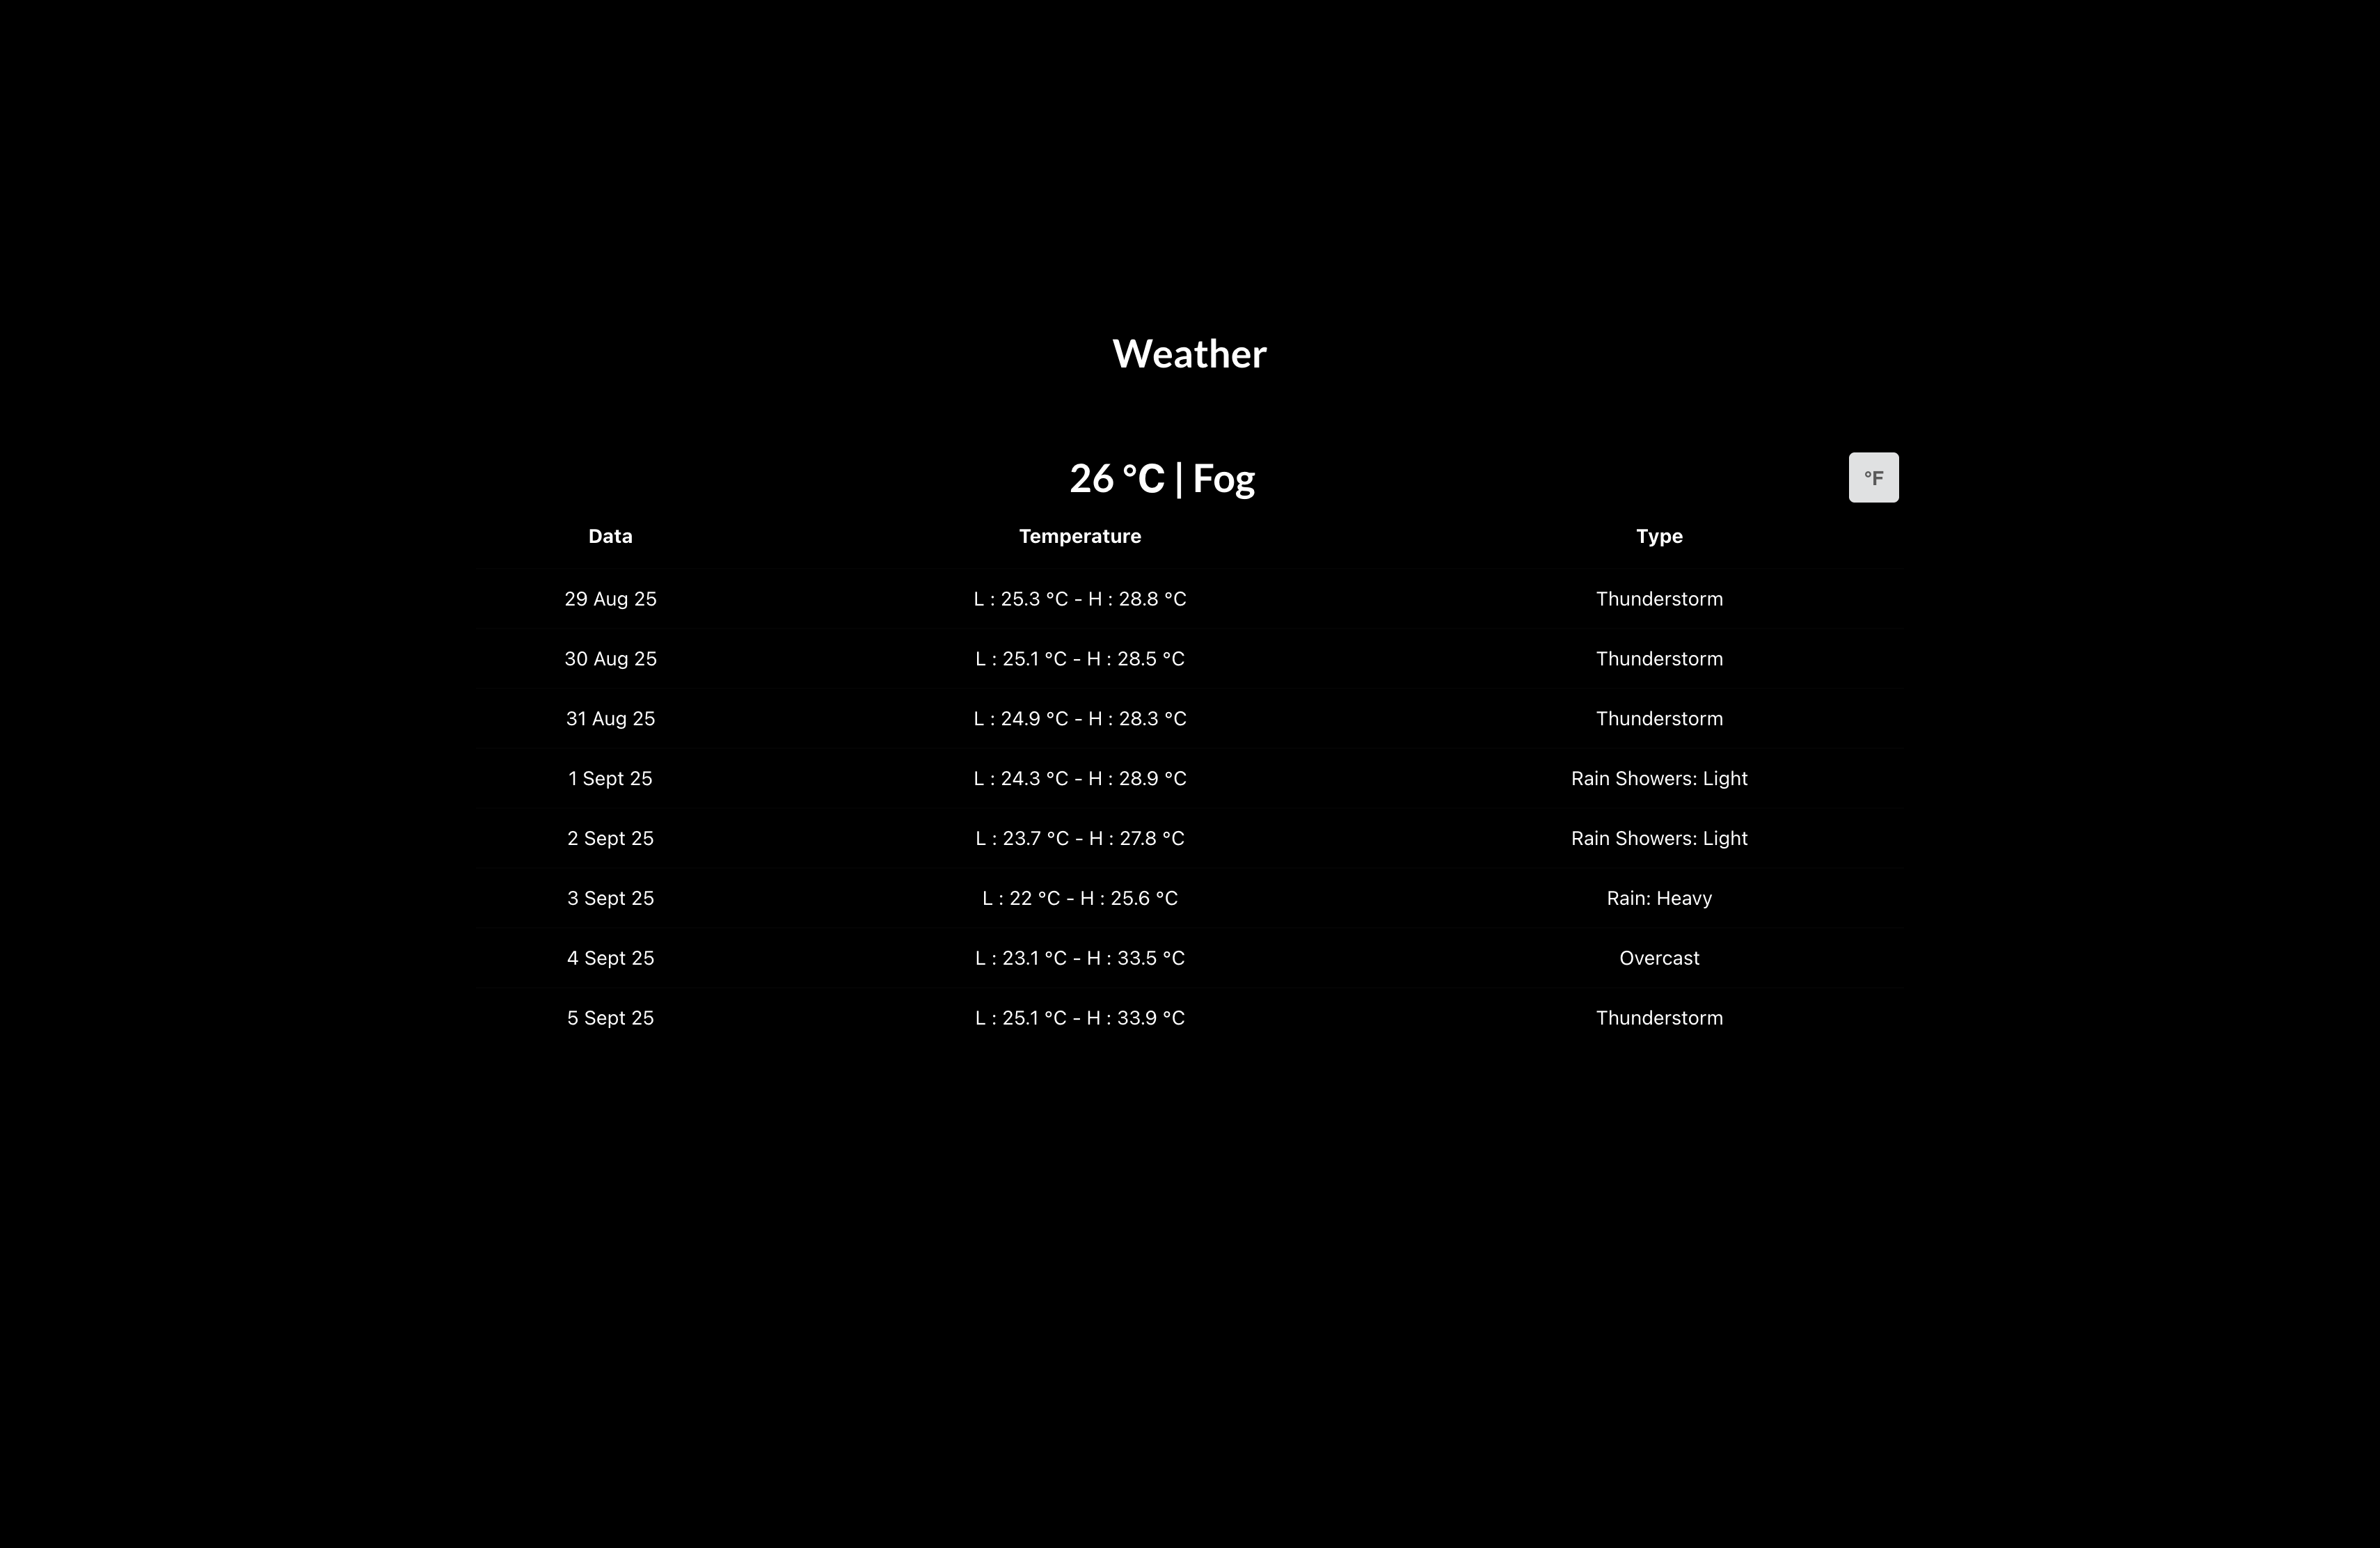 Weather
26 °C | Fog
°F
Data Temperature Type
29 Aug 25 L : 25.3 °C - H : 28.8 °C Thunderstorm
30 Aug 25 L : 25.1 °C - H : 28.5 °C Thunderstorm
31 Aug 25 L : 24.9 °C - H : 28.3 °C Thunderstorm
1 Sept 25 L : 24.3 °C - H : 28.9 °C Rain Showers: Light
2 Sept 25 L : 23.7 °C - H : 27.8 °C Rain Showers: Light
3 Sept 25 L : 22 °C - H : 25.6 °C Rain: Heavy
4 Sept 25 L : 23.1 °C - H : 33.5 °C Overcast
5 Sept 25 L : 25.1 °C - H : 33.9 °C Thunderstorm